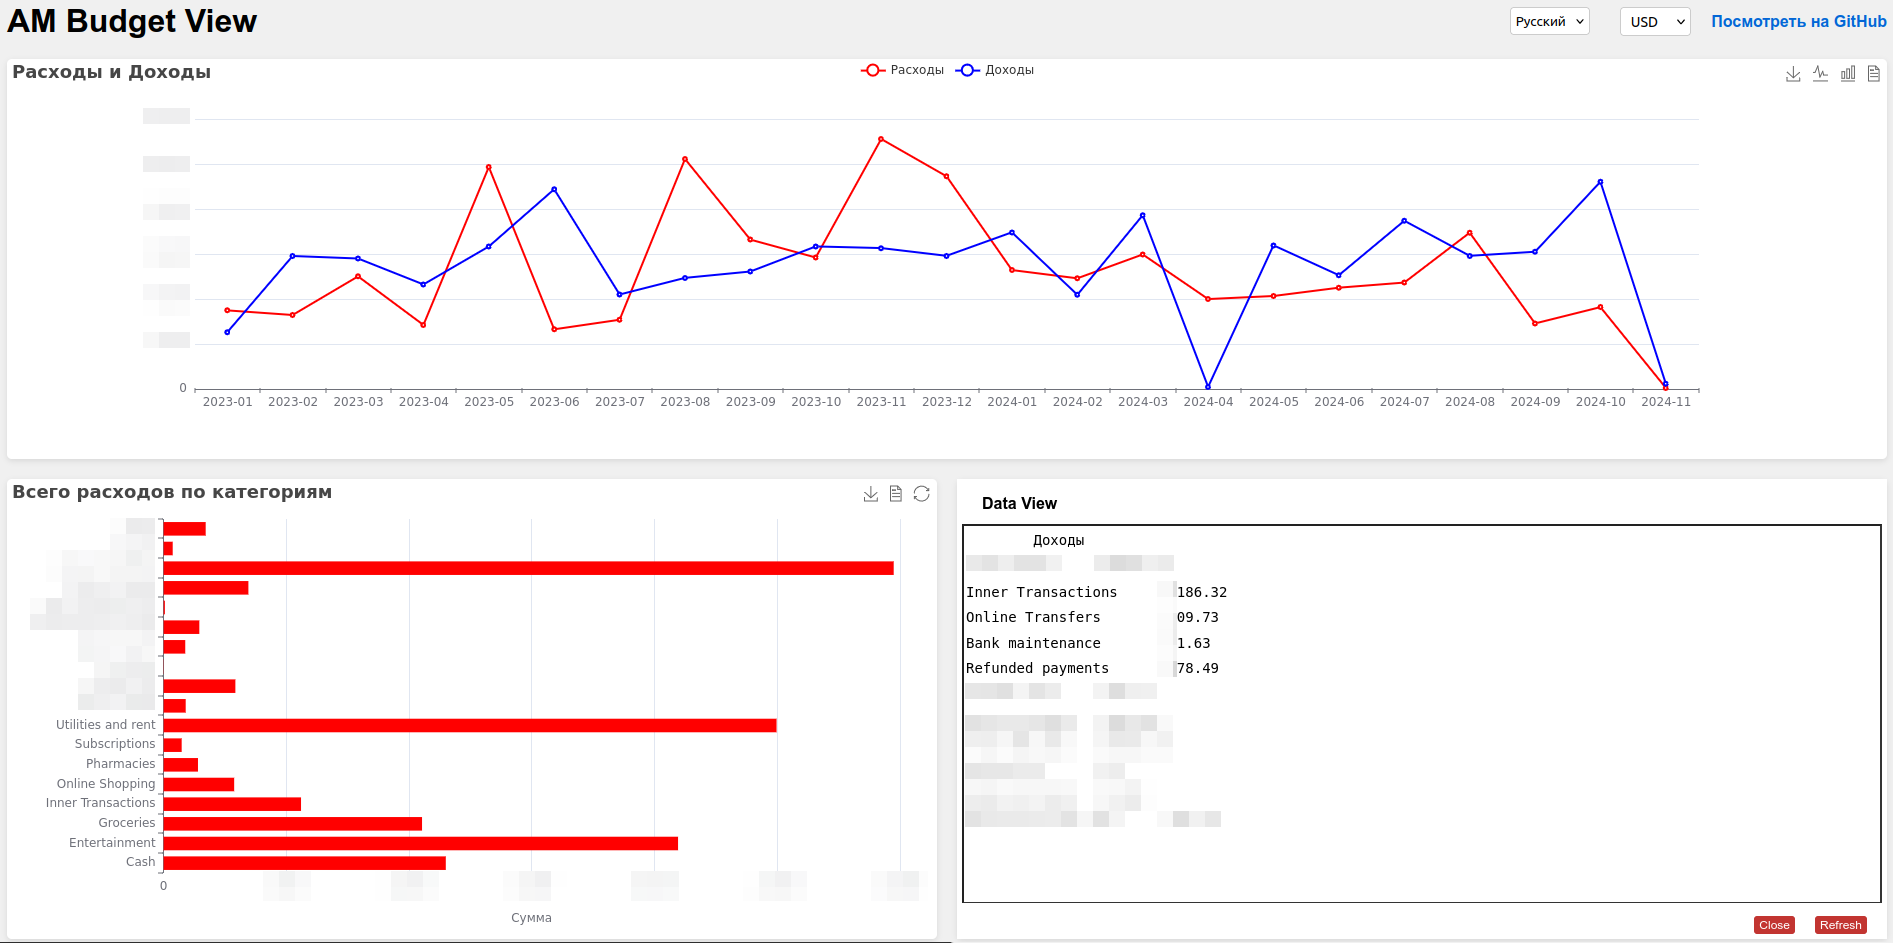 AM Budget View
Русский
USD
Посмотреть на GitHub
Расходы и Доходы
Расходы
Доходы
0
2023-01 2023-02 2023-03 2023-04 2023-05 2023-06 2023-07 2023-08 2023-09 2023-10 2023-11 2023-12 2024-01 2024-02 2024-03 2024-04 2024-05 2024-06 2024-07 2024-08 2024-09 2024-10 2024-11
Всего расходов по категориям
Utilities and rent
Subscriptions
Pharmacies
Online Shopping
Inner Transactions
Groceries
Entertainment
Cash
0
Сумма
Data View
Доходы
Inner Transactions 186.32
Online Transfers 09.73
Bank maintenance 1.63
Refunded payments 78.49
Close
Refresh